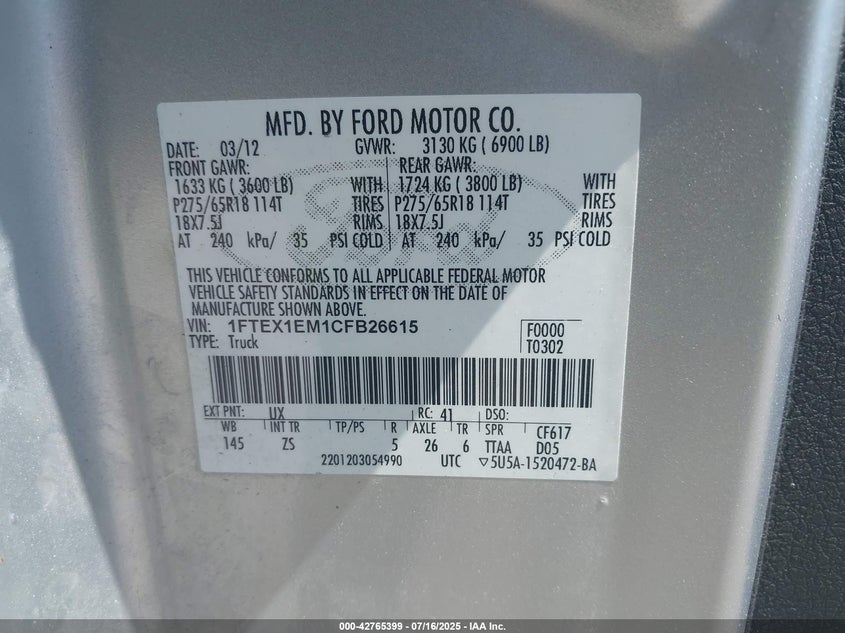 MFD. BY FORD MOTOR CO.
DATE: 03/12 GVWR: 3130 KG ( 6900 LB)
FRONT GAWR: REAR GAWR:
1633 KG ( 3600 LB) WITH 1724 KG ( 3800 LB) WITH
P275/65R18 114T TIRES P275/65R18 114T TIRES
18X7.5J RIMS 18X7.5J RIMS
AT 240 kPa/ 35 PSI COLD AT 240 kPa/ 35 PSI COLD
THIS VEHICLE CONFORMS TO ALL APPLICABLE FEDERAL MOTOR
VEHICLE SAFETY STANDARDS IN EFFECT ON THE DATE OF
MANUFACTURE SHOWN ABOVE.
VIN: 1FTEX1EM1CFB26615 F0000
TYPE: Truck T0302
EXT PNT: UX RC: 41 DSO:
WB INT TR TP/PS R AXLE TR SPR CF617
145 ZS 5 26 6 TTAA D05
2201203054990 UTC ▽5U5A-1520472-BA
000-42765399 | 07/16/2025 - IAA Inc.